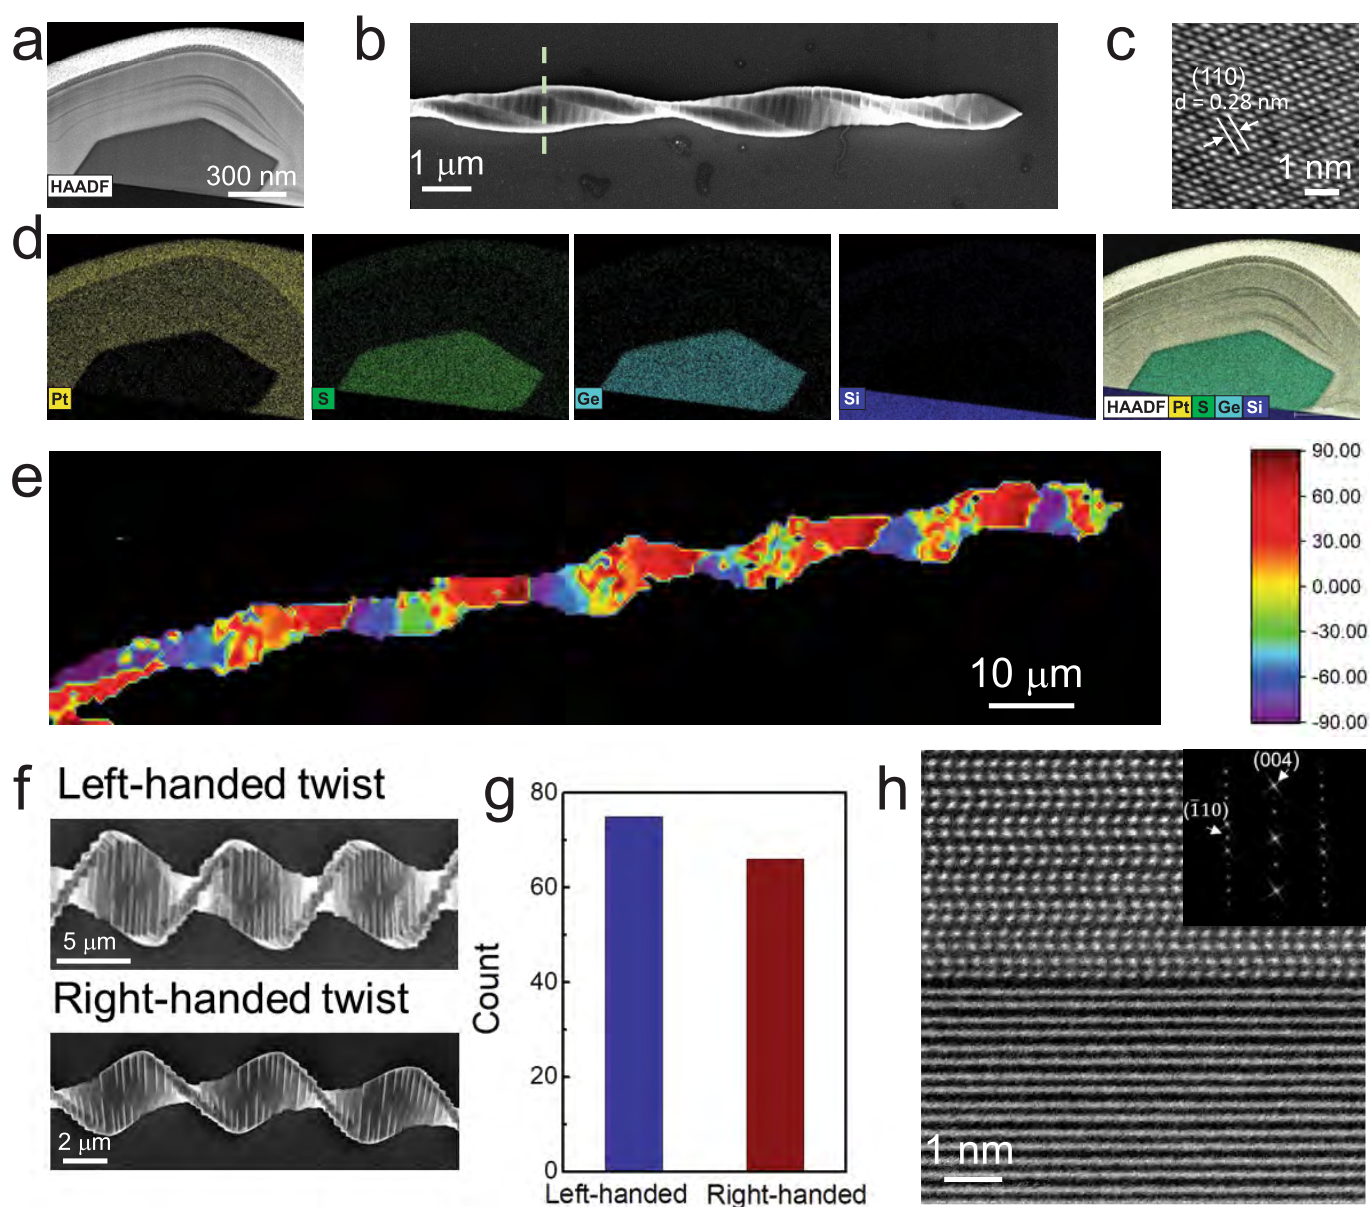 a
HAADF
300 nm
b
1 μm
c
(110)
d = 0.28 nm
1 nm
d
Pt
S
Ge
Si
HAADF Pt S Ge Si
e
10 μm
90.00
60.00
30.00
0.000
-30.00
-60.00
-90.00
f
Left-handed twist
5 μm
Right-handed twist
2 μm
g
80
60
40
20
0
Count
Left-handed Right-handed
h
(004)
(1̅10)
1 nm